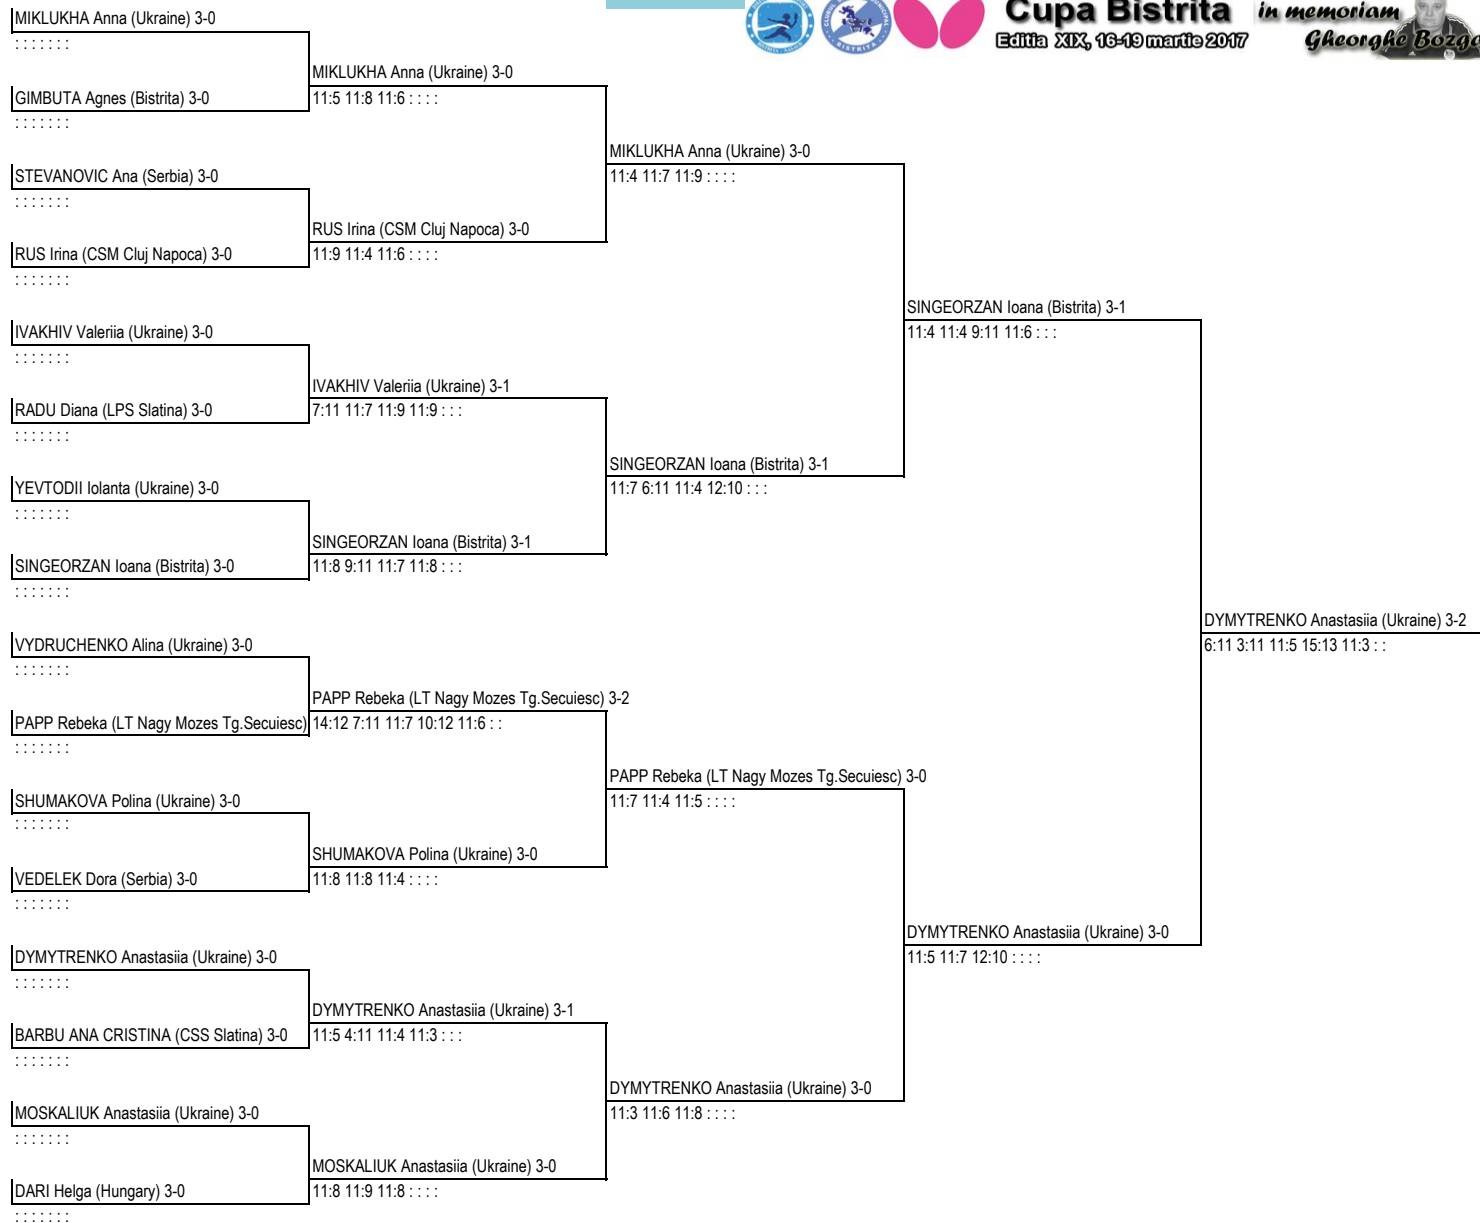 Cupa Bistrita
Editia XIX, 16-19 martie 2017
in memoriam
Gheorghe Bozga
MIKLUKHA Anna (Ukraine) 3-0
: : : : : : :
MIKLUKHA Anna (Ukraine) 3-0
GIMBUTA Agnes (Bistrita) 3-0
11:5 11:8 11:6 : : : :
: : : : : : :
MIKLUKHA Anna (Ukraine) 3-0
STEVANOVIC Ana (Serbia) 3-0
11:4 11:7 11:9 : : : :
: : : : : : :
RUS Irina (CSM Cluj Napoca) 3-0
RUS Irina (CSM Cluj Napoca) 3-0
11:9 11:4 11:6 : : : :
: : : : : : :
SINGEORZAN Ioana (Bistrita) 3-1
IVAKHIV Valeriia (Ukraine) 3-0
11:4 11:4 9:11 11:6 : : :
: : : : : : :
IVAKHIV Valeriia (Ukraine) 3-1
RADU Diana (LPS Slatina) 3-0
7:11 11:7 11:9 11:9 : : :
: : : : : : :
SINGEORZAN Ioana (Bistrita) 3-1
YEVTODII Iolanta (Ukraine) 3-0
11:7 6:11 11:4 12:10 : : :
: : : : : : :
SINGEORZAN Ioana (Bistrita) 3-1
SINGEORZAN Ioana (Bistrita) 3-0
11:8 9:11 11:7 11:8 : : :
: : : : : : :
DYMYTRENKO Anastasiia (Ukraine) 3-2
VYDRUCHENKO Alina (Ukraine) 3-0
6:11 3:11 11:5 15:13 11:3 : :
: : : : : : :
PAPP Rebeka (LT Nagy Mozes Tg.Secuiesc) 3-2
PAPP Rebeka (LT Nagy Mozes Tg.Secuiesc)
14:12 7:11 11:7 10:12 11:6 : :
: : : : : : :
PAPP Rebeka (LT Nagy Mozes Tg.Secuiesc) 3-0
SHUMAKOVA Polina (Ukraine) 3-0
11:7 11:4 11:5 : : : :
: : : : : : :
SHUMAKOVA Polina (Ukraine) 3-0
VEDELEK Dora (Serbia) 3-0
11:8 11:8 11:4 : : : :
: : : : : : :
DYMYTRENKO Anastasiia (Ukraine) 3-0
DYMYTRENKO Anastasiia (Ukraine) 3-0
11:5 11:7 12:10 : : : :
: : : : : : :
DYMYTRENKO Anastasiia (Ukraine) 3-1
BARBU ANA CRISTINA (CSS Slatina) 3-0
11:5 4:11 11:4 11:3 : : :
: : : : : : :
DYMYTRENKO Anastasiia (Ukraine) 3-0
MOSKALIUK Anastasiia (Ukraine) 3-0
11:3 11:6 11:8 : : : :
: : : : : : :
MOSKALIUK Anastasiia (Ukraine) 3-0
DARI Helga (Hungary) 3-0
11:8 11:9 11:8 : : : :
: : : : : : :